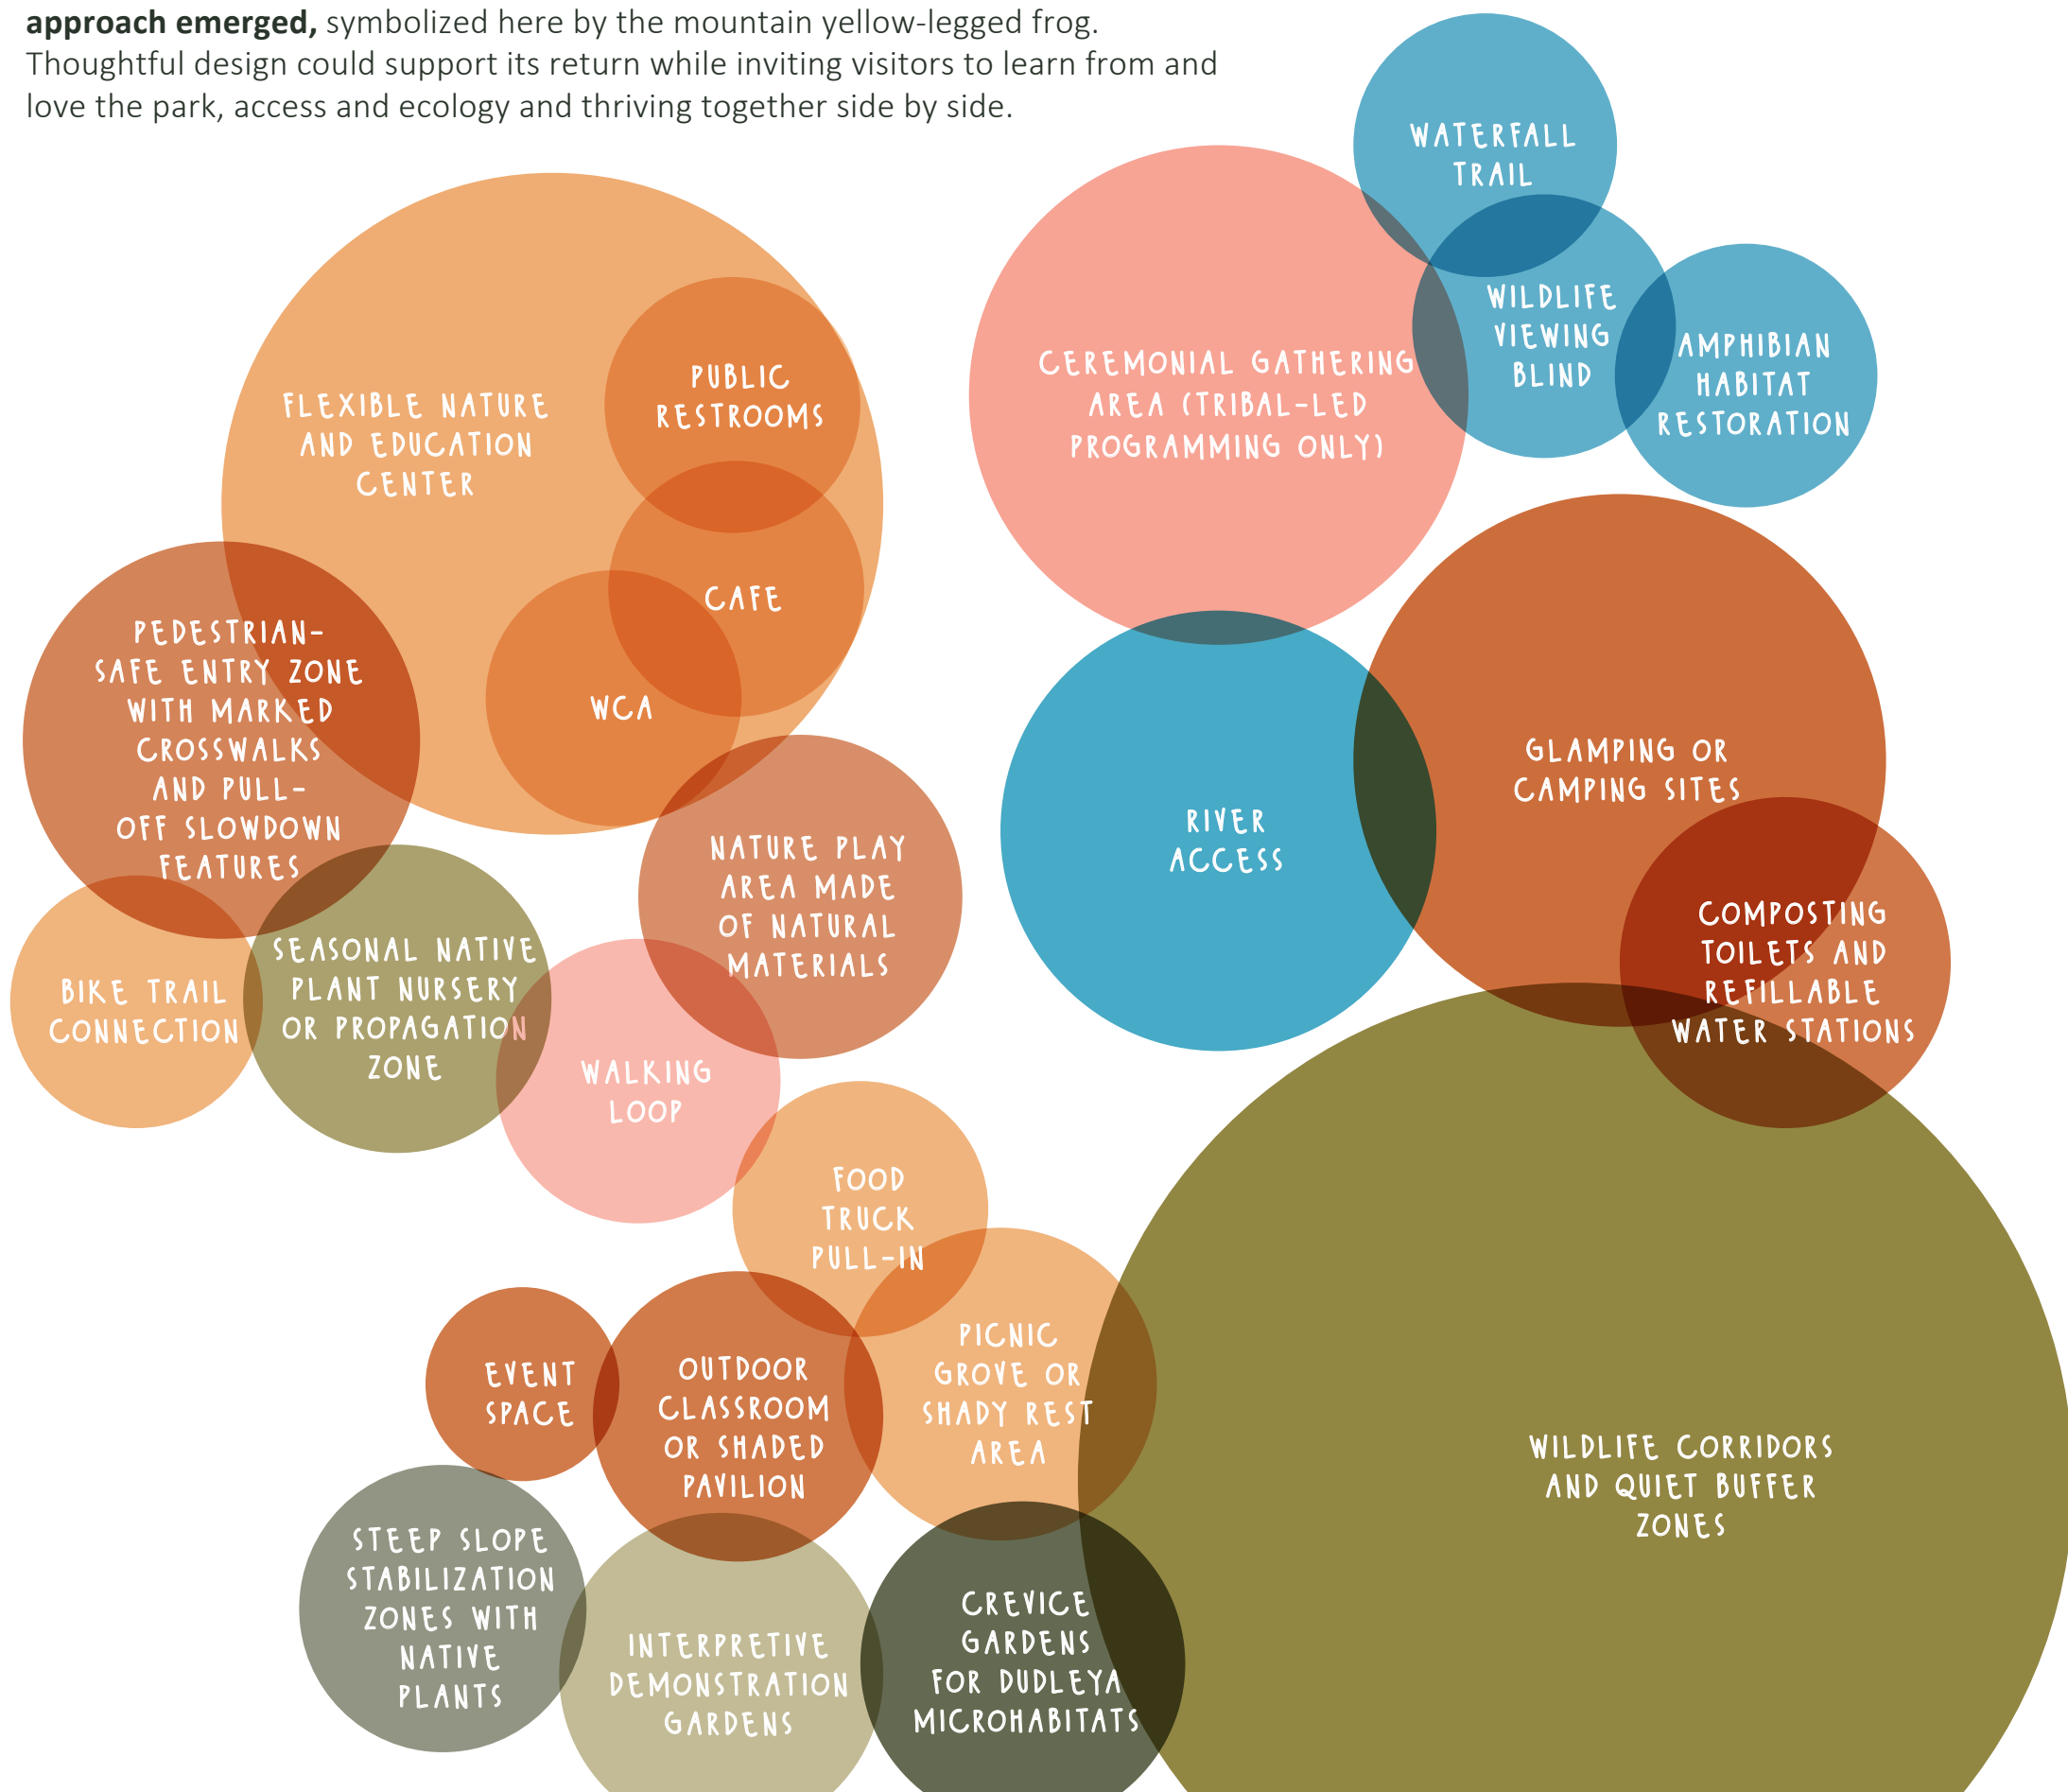 approach emerged, symbolized here by the mountain yellow-legged frog.
Thoughtful design could support its return while inviting visitors to learn from and
love the park, access and ecology and thriving together side by side.
WATERFALL
TRAIL
WILDLIFE
VIEWING
BLIND
AMPHIBIAN
HABITAT
RESTORATION
CEREMONIAL GATHERING
AREA (TRIBAL-LED
PROGRAMMING ONLY)
FLEXIBLE NATURE
AND EDUCATION
CENTER
PUBLIC
RESTROOMS
CAFE
WCA
PEDESTRIAN-
SAFE ENTRY ZONE
WITH MARKED
CROSSWALKS
AND PULL-
OFF SLOWDOWN
FEATURES
NATURE PLAY
AREA MADE
OF NATURAL
MATERIALS
RIVER
ACCESS
GLAMPING OR
CAMPING SITES
COMPOSTING
TOILETS AND
REFILLABLE
WATER STATIONS
BIKE TRAIL
CONNECTION
SEASONAL NATIVE
PLANT NURSERY
OR PROPAGATION
ZONE
WALKING
LOOP
FOOD
TRUCK
PULL-IN
EVENT
SPACE
OUTDOOR
CLASSROOM
OR SHADED
PAVILION
PICNIC
GROVE OR
SHADY REST
AREA
WILDLIFE CORRIDORS
AND QUIET BUFFER
ZONES
STEEP SLOPE
STABILIZATION
ZONES WITH
NATIVE
PLANTS
INTERPRETIVE
DEMONSTRATION
GARDENS
CREVICE
GARDENS
FOR DUDLEYA
MICROHABITATS